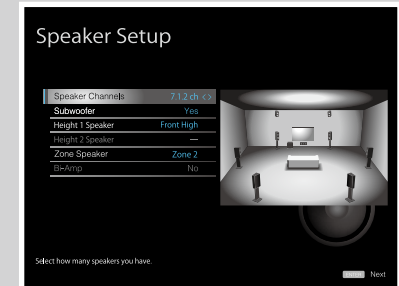 Speaker Setup
Speaker Channels 7.1.2 ch < >
Subwoofer Yes
Height 1 Speaker Front High
Height 2 Speaker —
Zone Speaker Zone 2
Bi-Amp No
Select how many speakers you have.
ENTER Next